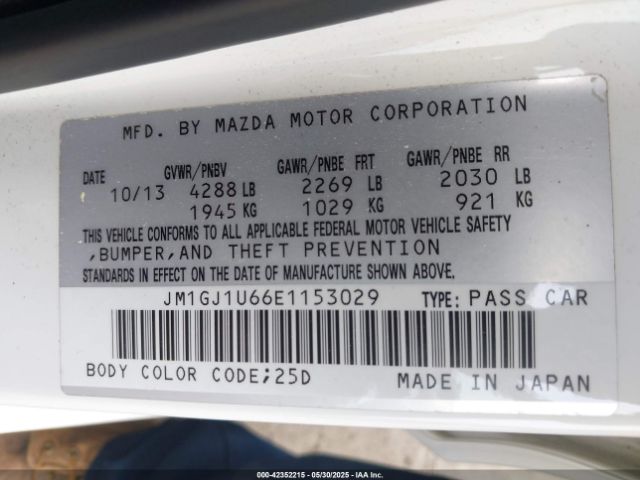 MFD. BY MAZDA MOTOR CORPORATION
DATE GVWR/PNBV GAWR/PNBE FRT GAWR/PNBE RR
10/13 4288 LB 2269 LB 2030 LB
1945 KG 1029 KG 921 KG
THIS VEHICLE CONFORMS TO ALL APPLICABLE FEDERAL MOTOR VEHICLE SAFETY
,BUMPER,AND THEFT PREVENTION
STANDARDS IN EFFECT ON THE DATE OF MANUFACTURE SHOWN ABOVE.
JM1GJ1U66E1153029 TYPE: PASS CAR
BODY COLOR CODE;25D MADE IN JAPAN
000-42352215 - 05/30/2025 - IAA Inc.